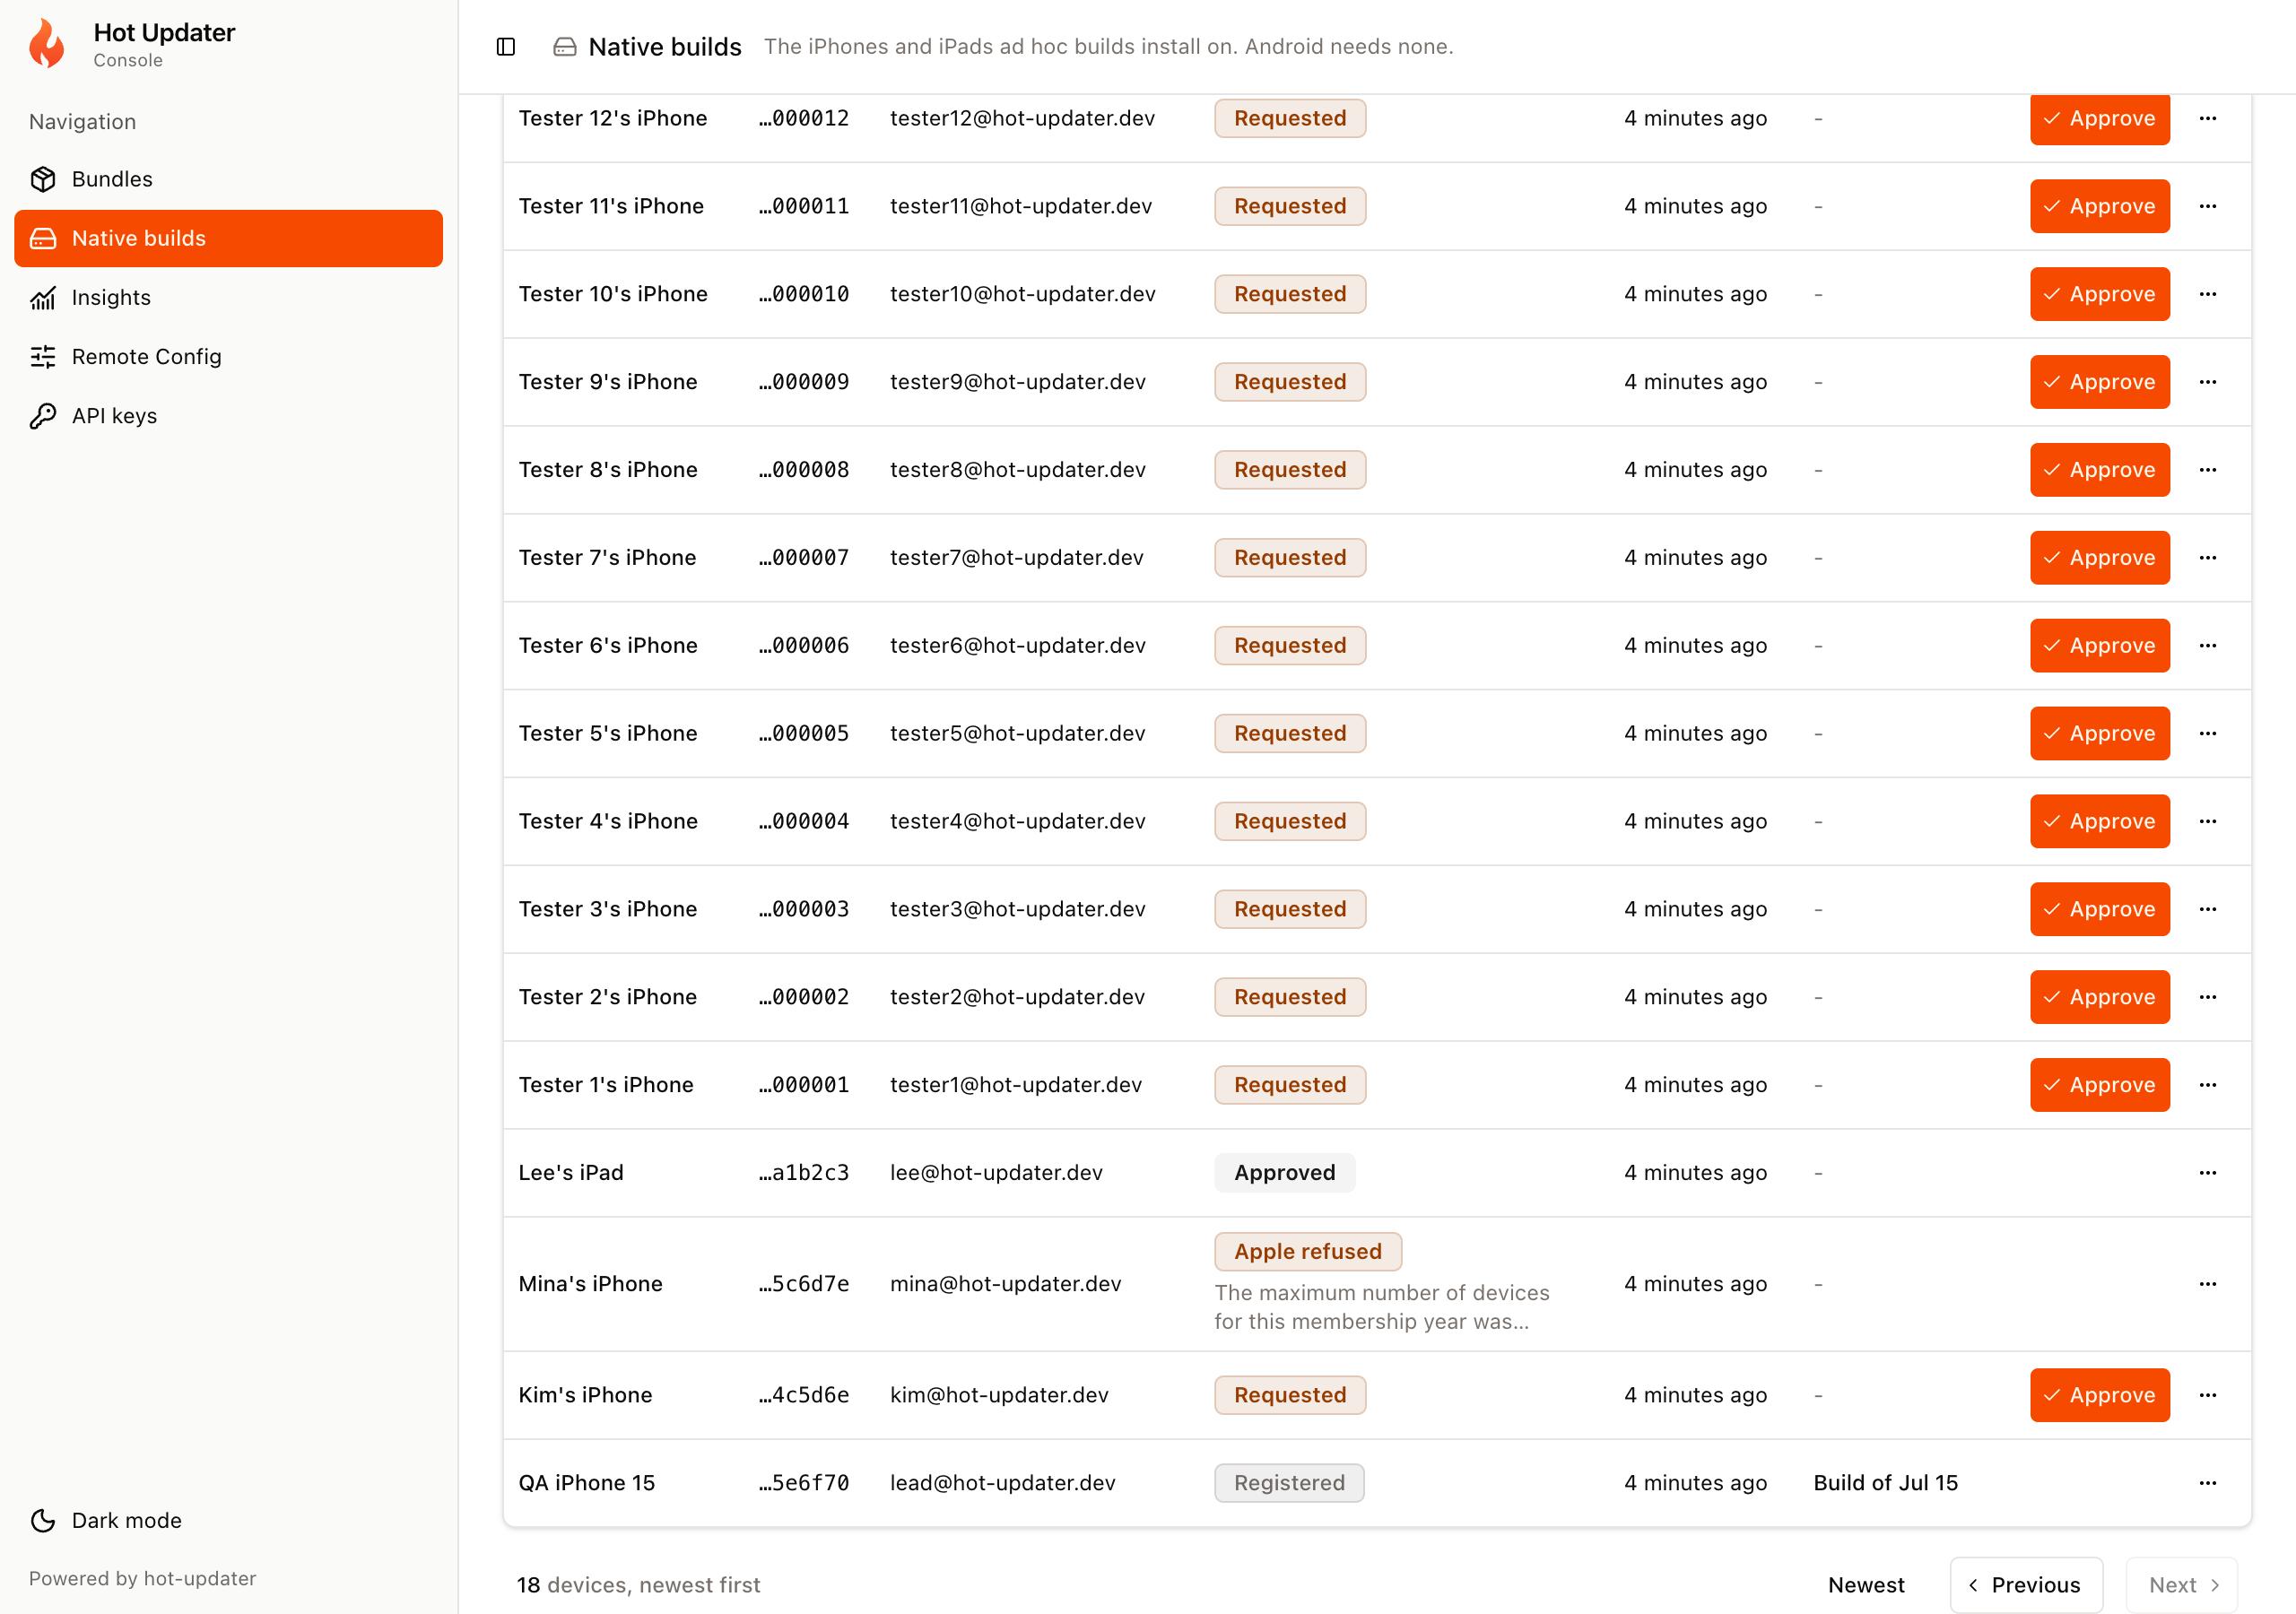 Hot Updater
Console
Navigation
Bundles
Native builds
Insights
Remote Config
API keys
Dark mode
Powered by hot-updater
Native builds The iPhones and iPads ad hoc builds install on. Android needs none.
Tester 12's iPhone …000012 tester12@hot-updater.dev Requested 4 minutes ago - Approve
Tester 11's iPhone …000011 tester11@hot-updater.dev Requested 4 minutes ago - Approve
Tester 10's iPhone …000010 tester10@hot-updater.dev Requested 4 minutes ago - Approve
Tester 9's iPhone …000009 tester9@hot-updater.dev Requested 4 minutes ago - Approve
Tester 8's iPhone …000008 tester8@hot-updater.dev Requested 4 minutes ago - Approve
Tester 7's iPhone …000007 tester7@hot-updater.dev Requested 4 minutes ago - Approve
Tester 6's iPhone …000006 tester6@hot-updater.dev Requested 4 minutes ago - Approve
Tester 5's iPhone …000005 tester5@hot-updater.dev Requested 4 minutes ago - Approve
Tester 4's iPhone …000004 tester4@hot-updater.dev Requested 4 minutes ago - Approve
Tester 3's iPhone …000003 tester3@hot-updater.dev Requested 4 minutes ago - Approve
Tester 2's iPhone …000002 tester2@hot-updater.dev Requested 4 minutes ago - Approve
Tester 1's iPhone …000001 tester1@hot-updater.dev Requested 4 minutes ago - Approve
Lee's iPad …a1b2c3 lee@hot-updater.dev Approved 4 minutes ago -
Mina's iPhone …5c6d7e mina@hot-updater.dev Apple refused 4 minutes ago -
The maximum number of devices
for this membership year was...
Kim's iPhone …4c5d6e kim@hot-updater.dev Requested 4 minutes ago - Approve
QA iPhone 15 …5e6f70 lead@hot-updater.dev Registered 4 minutes ago Build of Jul 15
18 devices, newest first Newest Previous Next